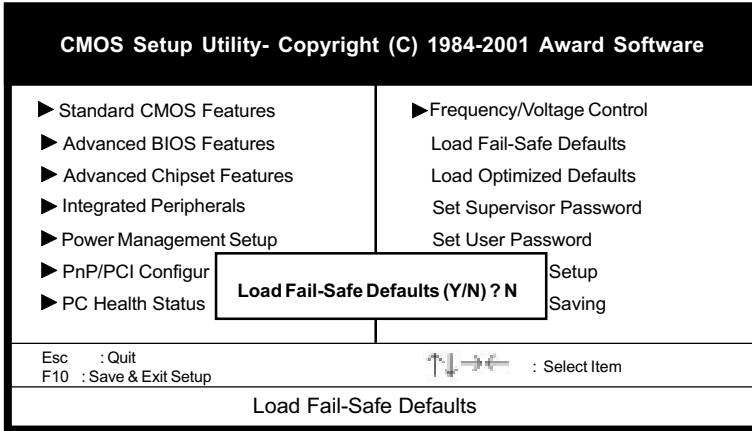 CMOS Setup Utility- Copyright (C) 1984-2001 Award Software
Standard CMOS Features
Advanced BIOS Features
Advanced Chipset Features
Integrated Peripherals
Power Management Setup
PnP/PCI Configur
PC Health Status
Frequency/Voltage Control
Load Fail-Safe Defaults
Load Optimized Defaults
Set Supervisor Password
Set User Password
Setup
Saving
Load Fail-Safe Defaults (Y/N) ? N
Esc : Quit
F10 : Save & Exit Setup
↑↓→← : Select Item
Load Fail-Safe Defaults